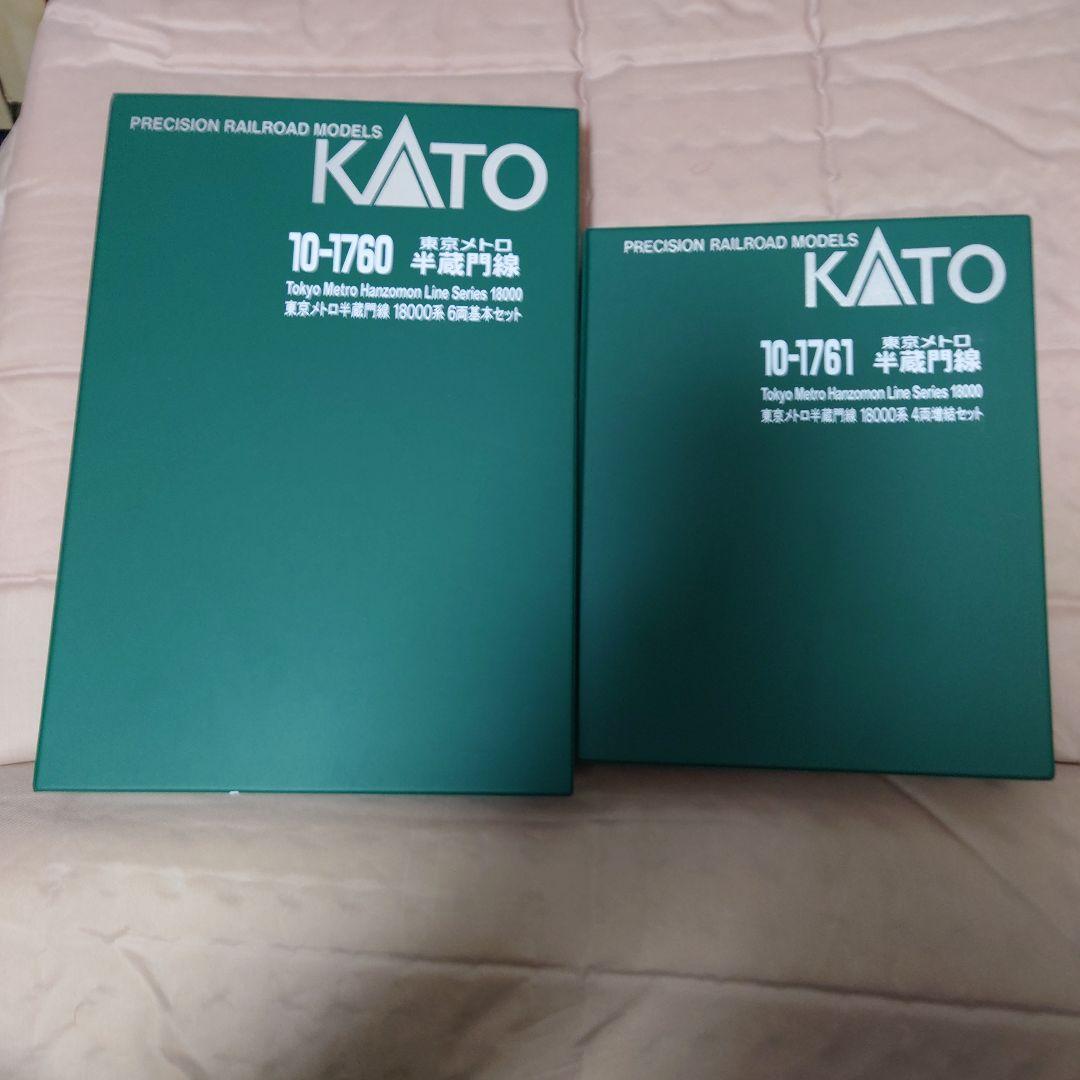 PRECISION RAILROAD MODELS
KATO
10-1760 東京メトロ 半蔵門線
Tokyo Metro Hanzomon Line Series 18000
東京メトロ半蔵門線 18000系 6両基本セット
PRECISION RAILROAD MODELS
KATO
10-1761 東京メトロ 半蔵門線
Tokyo Metro Hanzomon Line Series 18000
東京メトロ半蔵門線 18000系 4両増結セット